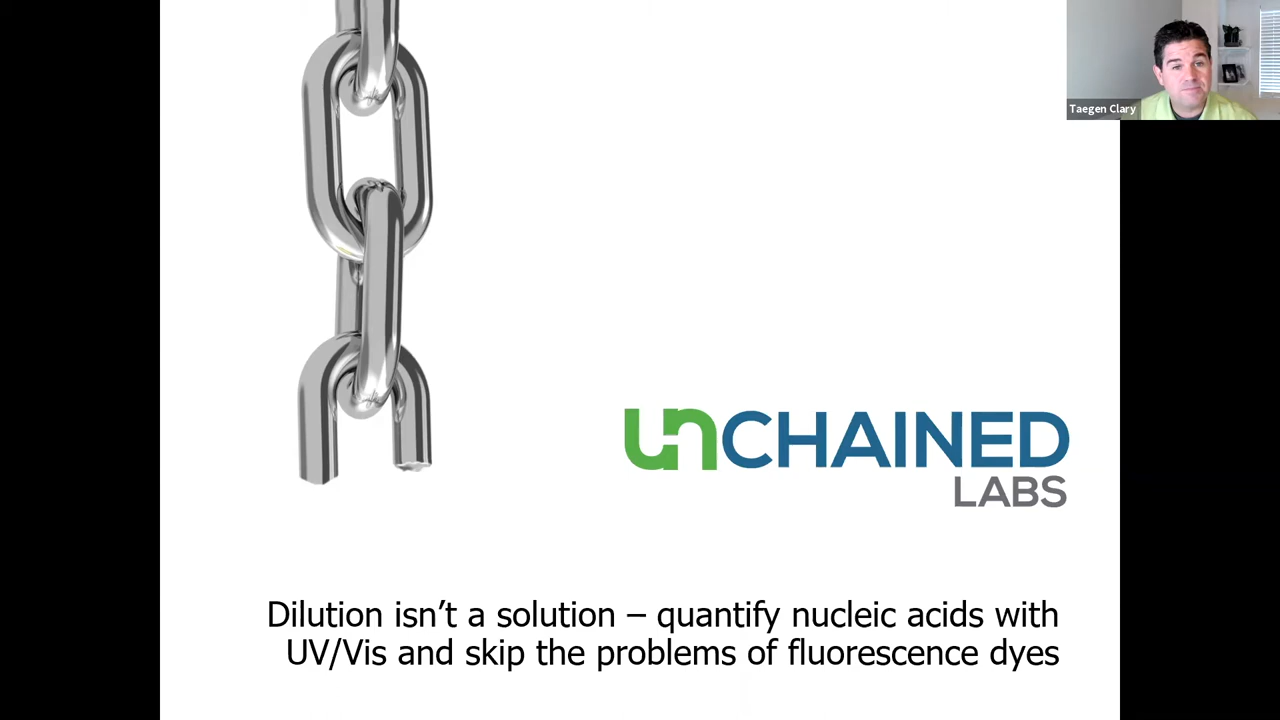 Taegen Clary
UNCHAINED
LABS
Dilution isn’t a solution – quantify nucleic acids with
UV/Vis and skip the problems of fluorescence dyes